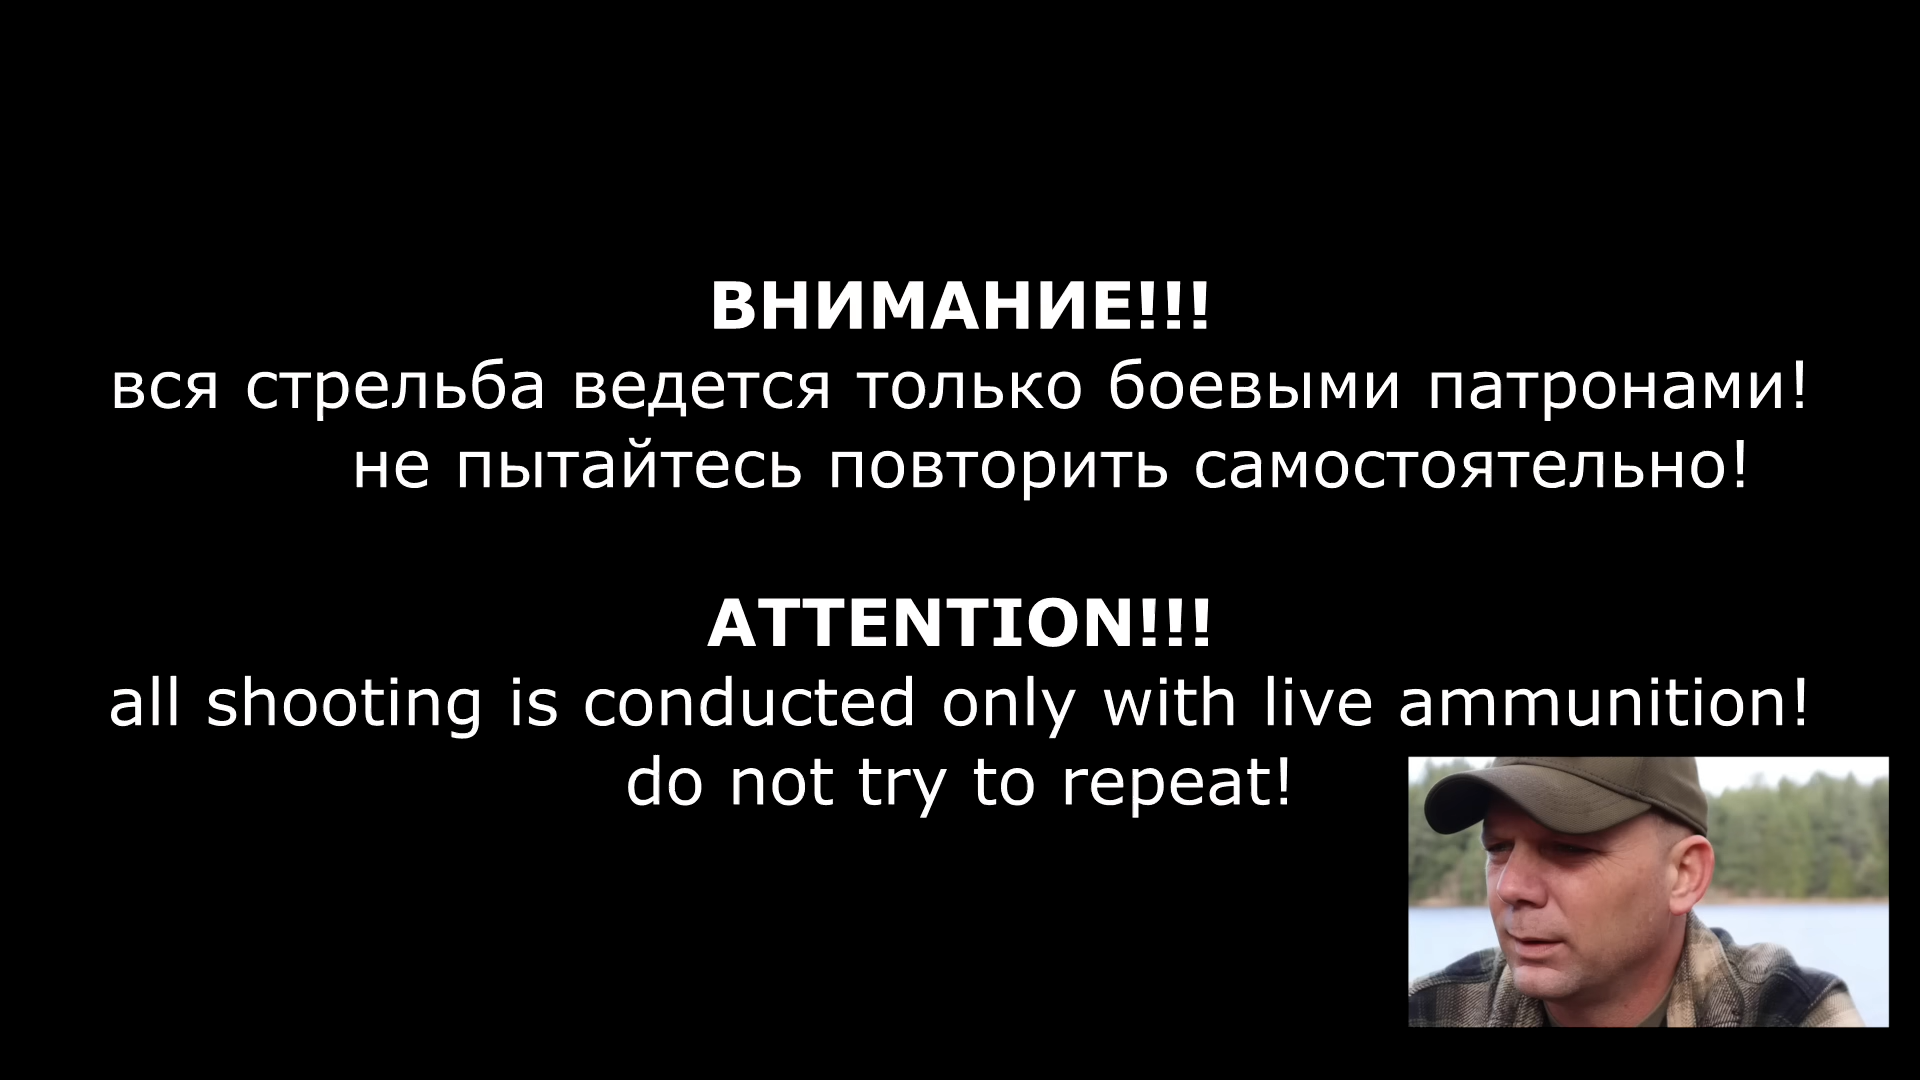 ВНИМАНИЕ!!!
вся стрельба ведется только боевыми патронами!
не пытайтесь повторить самостоятельно!
ATTENTION!!!
all shooting is conducted only with live ammunition!
do not try to repeat!